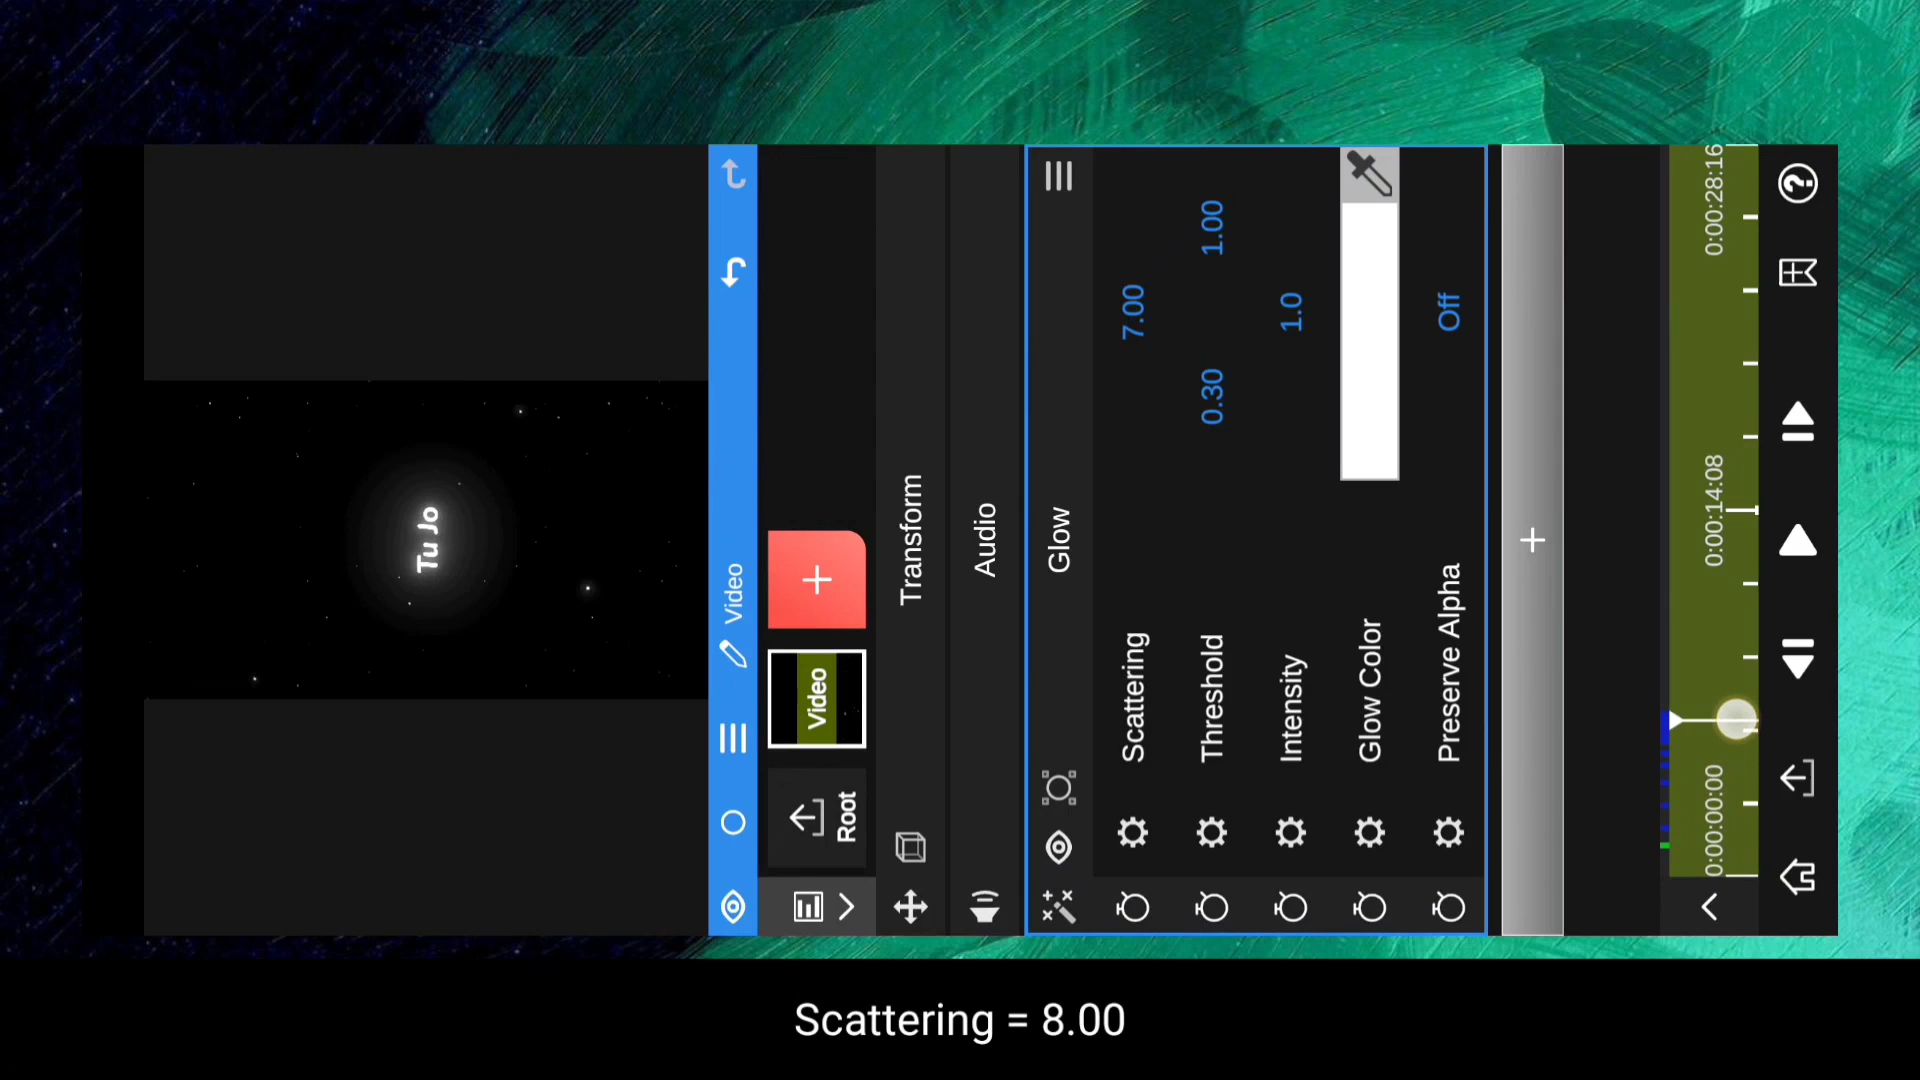 Tu Jo
Video
Root
Video
Transform
Audio
Glow
Scattering 7.00
Threshold 0.30 1.00
Intensity 1.0
Glow Color
Preserve Alpha Off
+
0:00:00:00 0:00:14:08 0:00:28:16
Scattering = 8.00